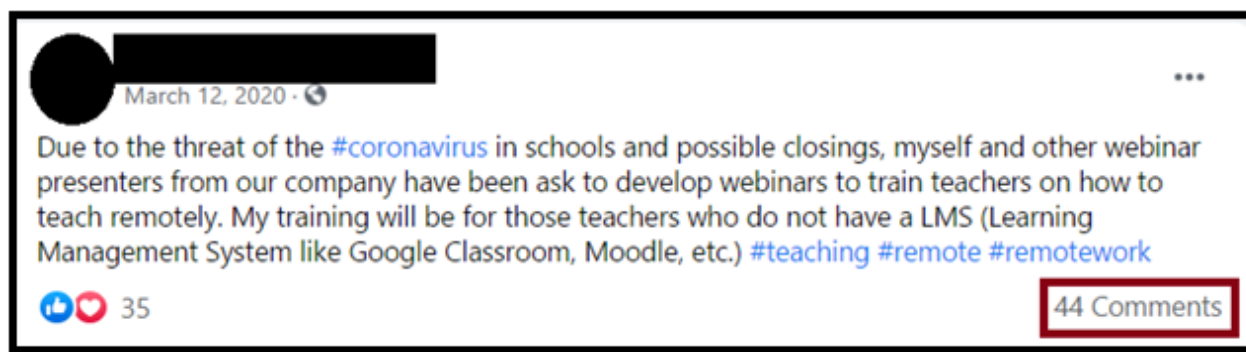 March 12, 2020 ·
Due to the threat of the #coronavirus in schools and possible closings, myself and other webinar
presenters from our company have been ask to develop webinars to train teachers on how to
teach remotely. My training will be for those teachers who do not have a LMS (Learning
Management System like Google Classroom, Moodle, etc.) #teaching #remote #remotework
35
44 Comments